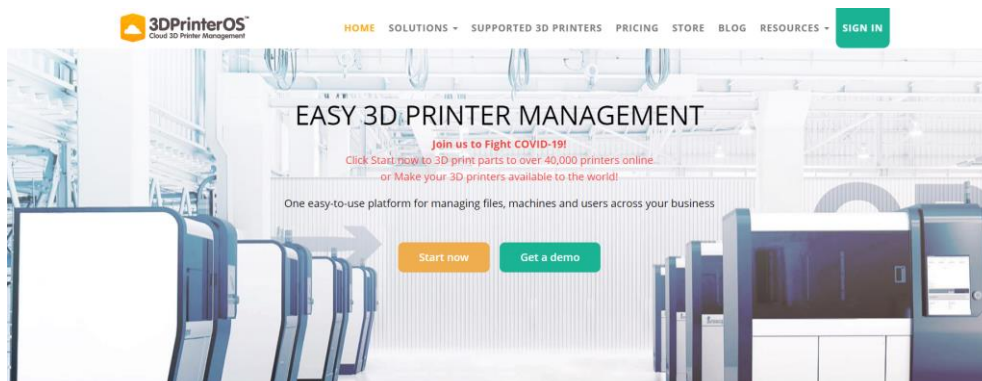 3DPrinterOS™
Cloud 3D Printer Management
HOME SOLUTIONS SUPPORTED 3D PRINTERS PRICING STORE BLOG RESOURCES SIGN IN
EASY 3D PRINTER MANAGEMENT
Join us to Fight COVID-19!
Click Start now to 3D print parts to over 40,000 printers online
or Make your 3D printers available to the world!
One easy-to-use platform for managing files, machines and users across your business
Start now Get a demo